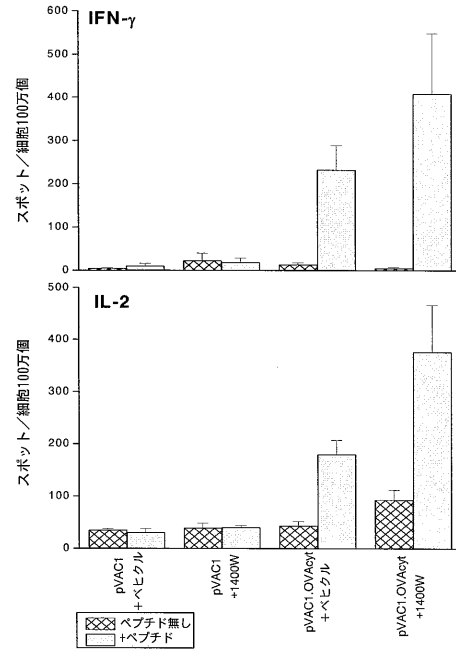 IFN-γ
スポット/細胞100万個
600
500
400
300
200
100
0
IL-2
スポット/細胞100万個
500
400
300
200
100
0
pVAC1
+ベヒクル
pVAC1
+1400W
pVAC1.OVAcyt
+ベヒクル
pVAC1.OVAcyt
+1400W
ペプチド無し
+ペプチド